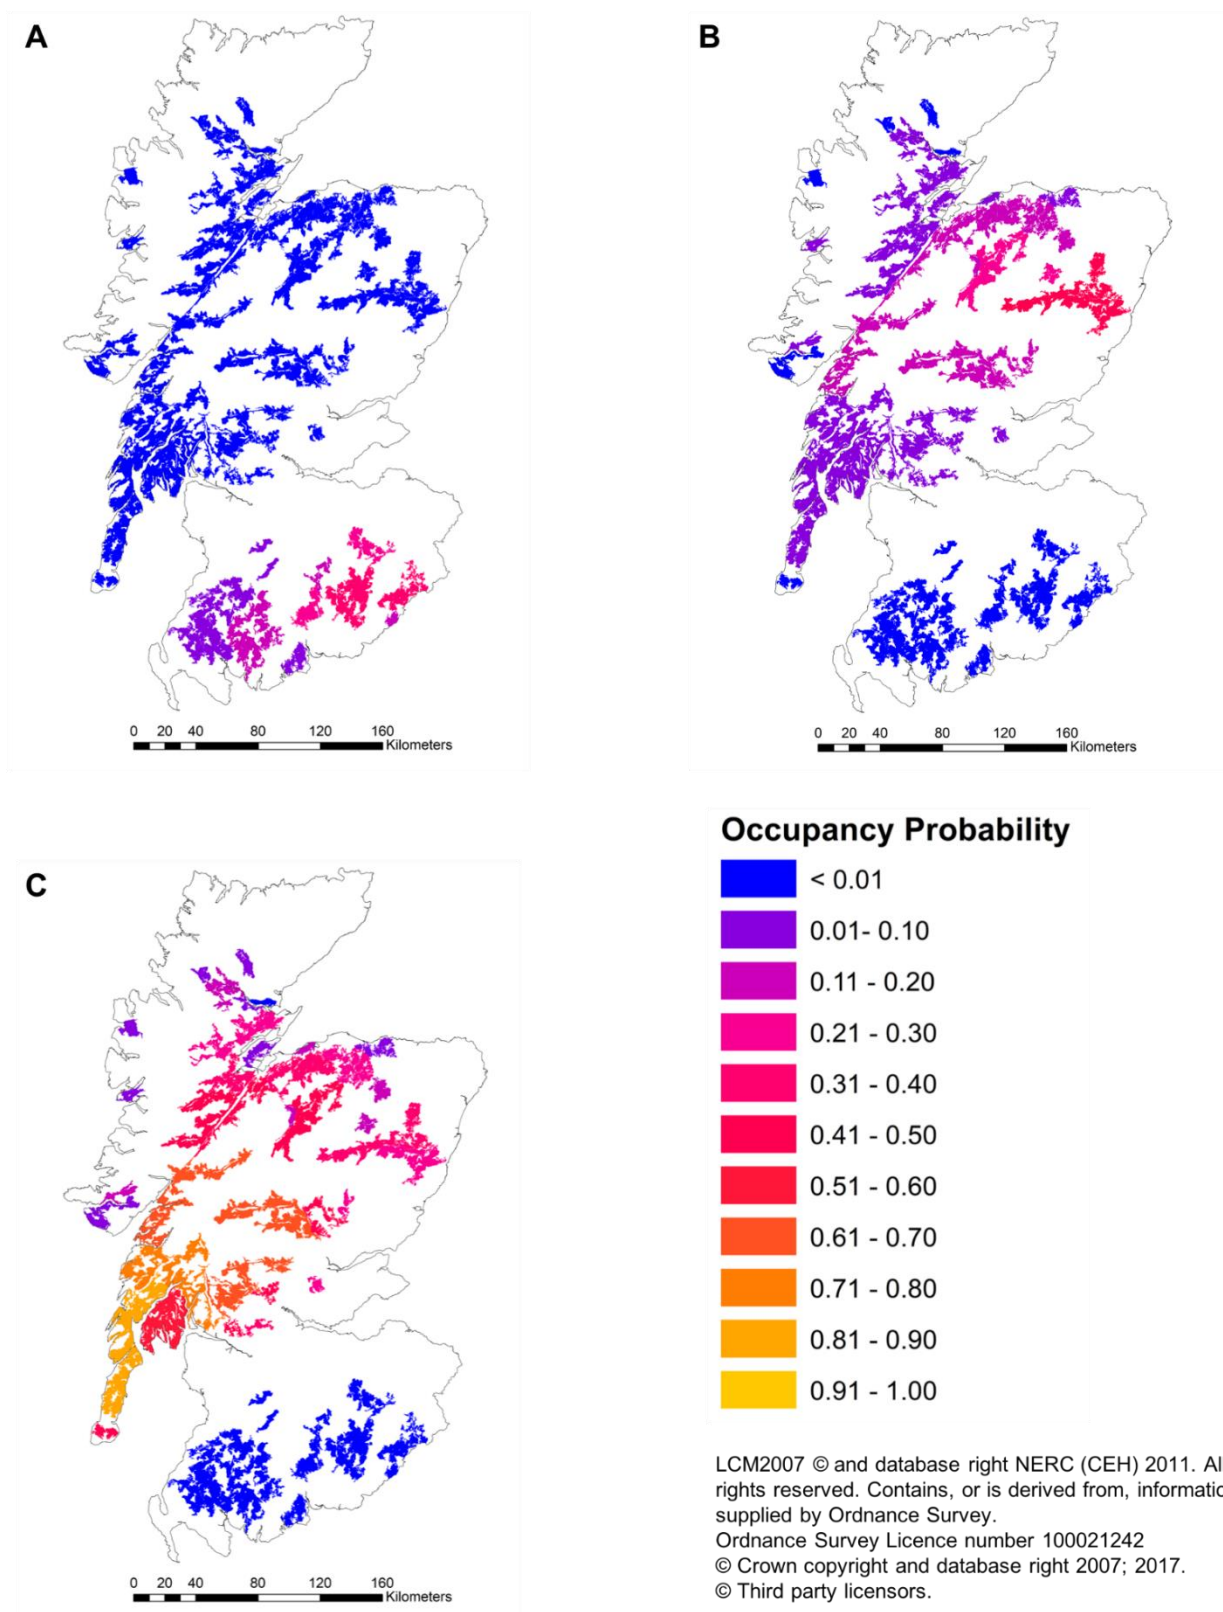 A
B
0 20 40 80 120 160
Kilometers
0 20 40 80 120 160
Kilometers
C
0 20 40 80 120 160
Kilometers
Occupancy Probability
< 0.01
0.01- 0.10
0.11 - 0.20
0.21 - 0.30
0.31 - 0.40
0.41 - 0.50
0.51 - 0.60
0.61 - 0.70
0.71 - 0.80
0.81 - 0.90
0.91 - 1.00
LCM2007 © and database right NERC (CEH) 2011. All
rights reserved. Contains, or is derived from, informatio
supplied by Ordnance Survey.
Ordnance Survey Licence number 100021242
© Crown copyright and database right 2007; 2017.
© Third party licensors.